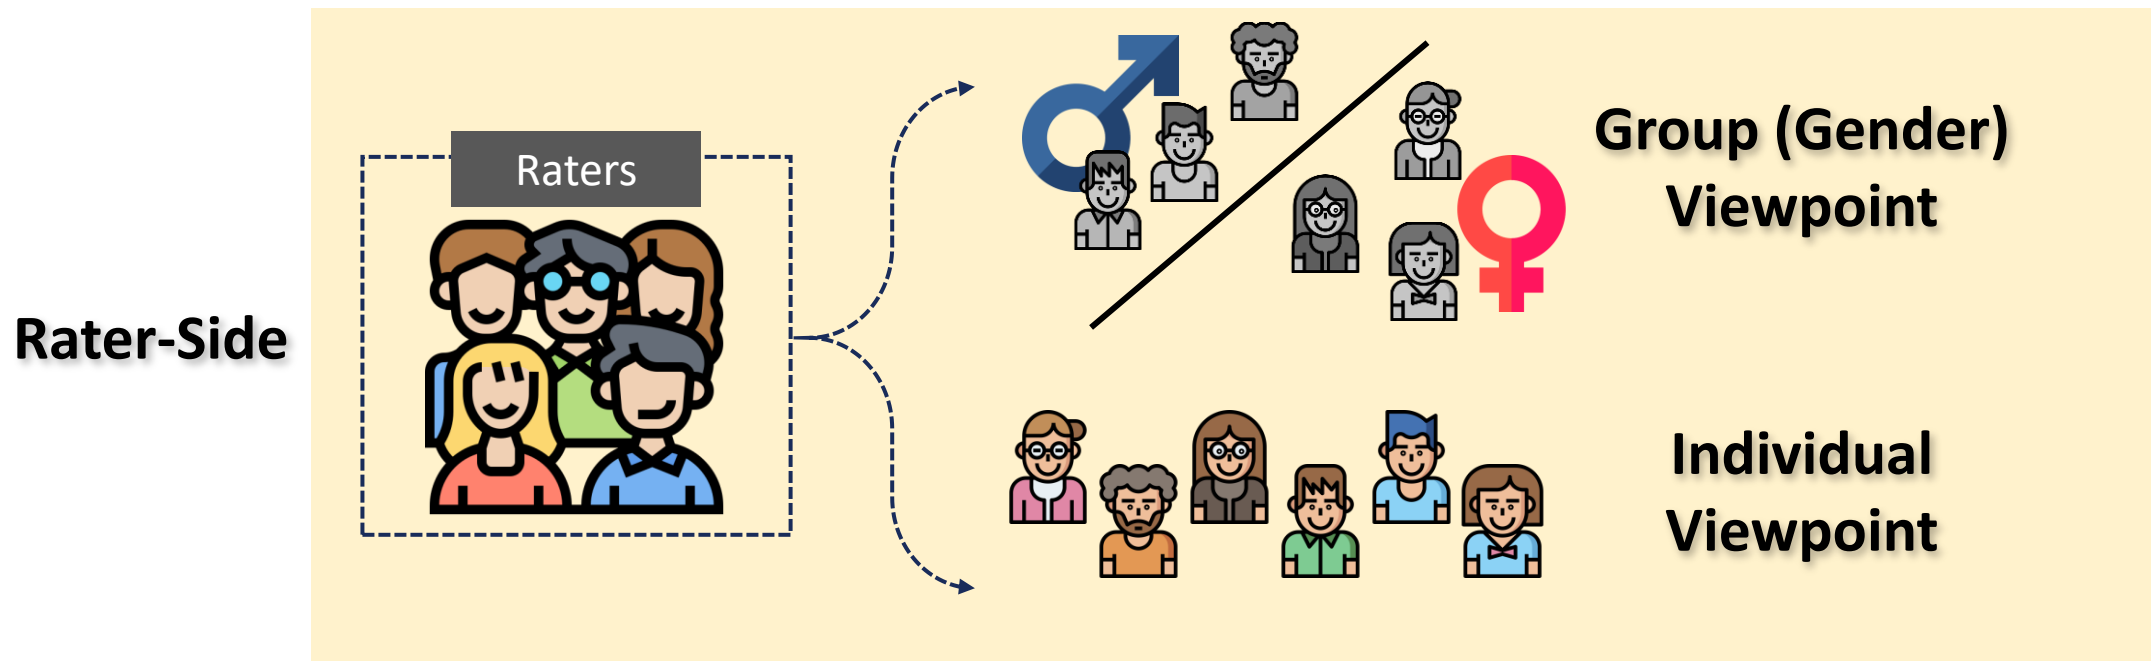 Rater-Side
Raters
Group (Gender)
Viewpoint
Individual
Viewpoint